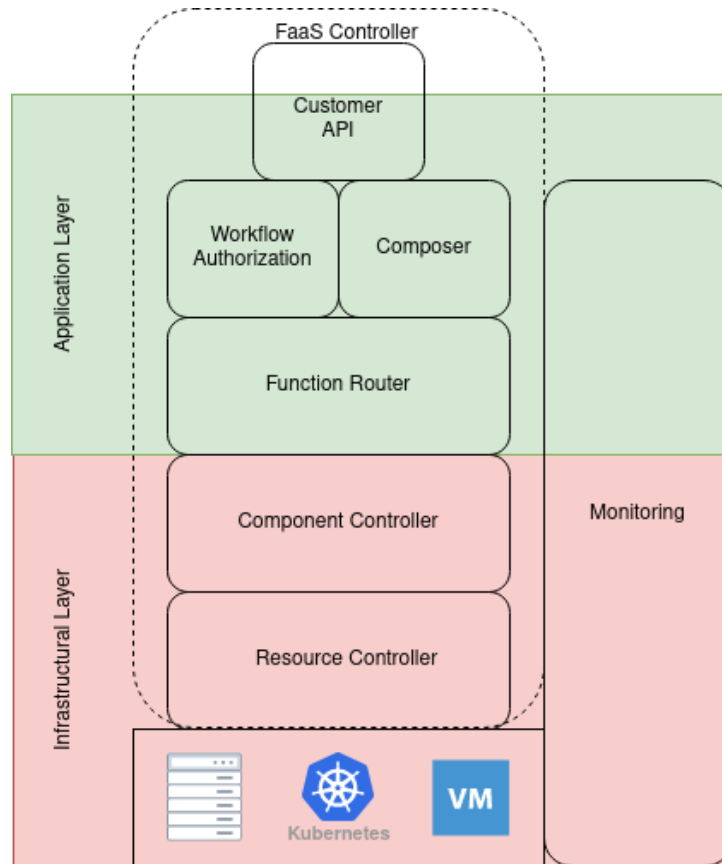 FaaS Controller
Customer
API
Workflow
Authorization
Composer
Application Layer
Function Router
Component Controller
Monitoring
Infrastructural Layer
Resource Controller
Kubernetes
VM